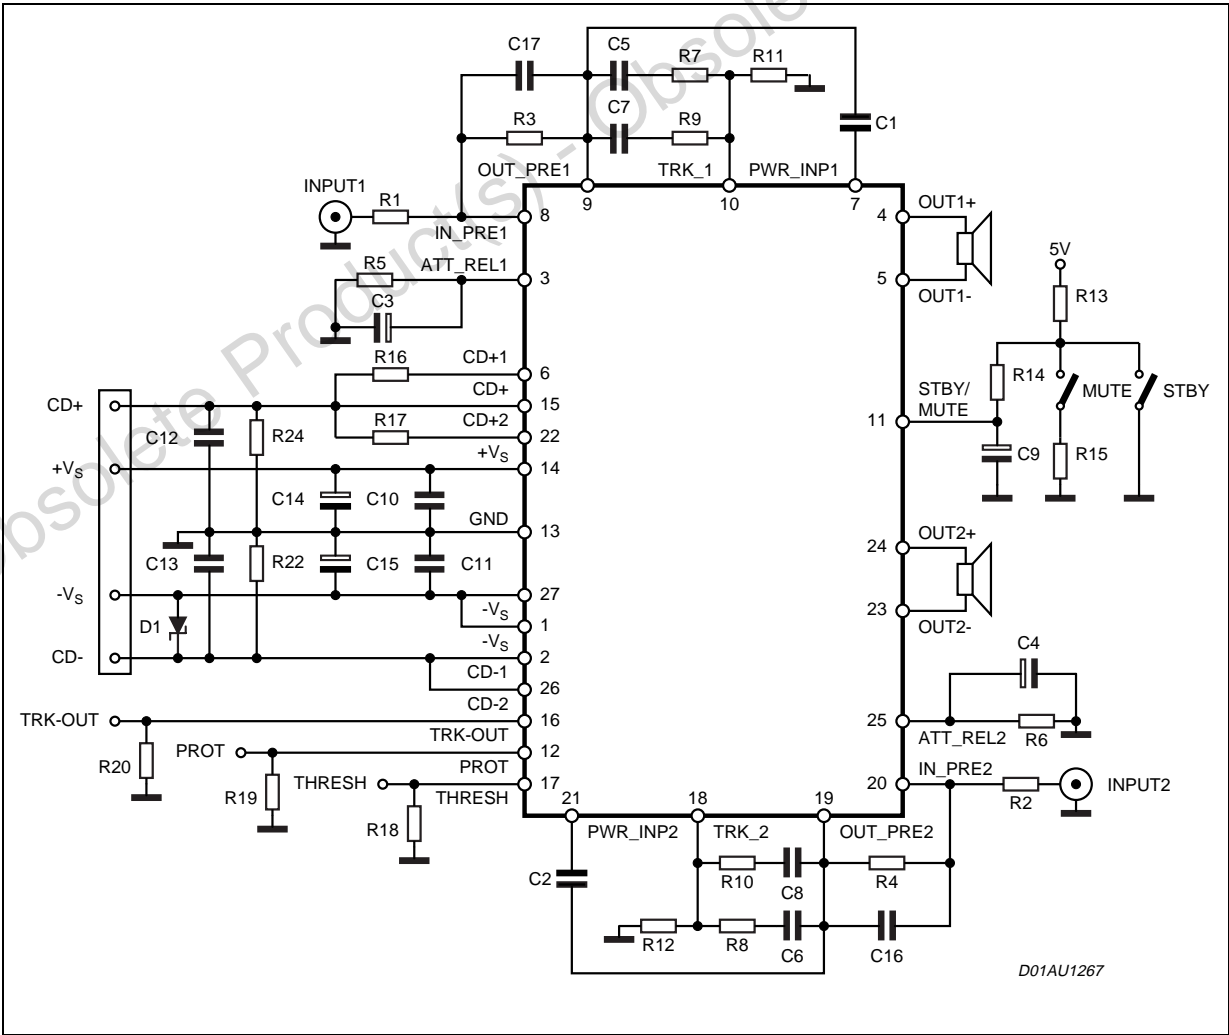 Obsolete Product(s) - Obsole
C17
C5
R7
R11
R3
C7
R9
C1
OUT_PRE1
TRK_1
PWR_INP1
INPUT1
R1
9
10
7
8
IN_PRE1
4
OUT1+
R5
ATT_REL1
3
C3
5
OUT1-
5V
R13
R16
CD+1
6
CD+
15
R17
CD+2
22
+VS
14
CD+
C12
R24
+VS
C14
C10
GND
13
C13
R22
C15
C11
-VS
27
-VS
1
-VS
2
D1
CD-
CD-1
26
CD-2
STBY/
MUTE
11
R14
MUTE
STBY
C9
R15
24
OUT2+
23
OUT2-
C4
25
ATT_REL2
R6
TRK-OUT
16
TRK-OUT
R20
PROT
12
PROT
R19
THRESH
17
THRESH
R18
20
IN_PRE2
R2
INPUT2
21
18
19
PWR_INP2
TRK_2
OUT_PRE2
C2
R10
C8
R4
R12
R8
C6
C16
D01AU1267